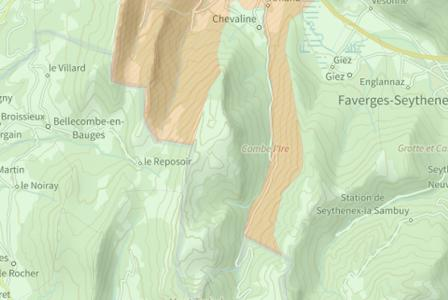 Vesonne
Chevaline
Giez
Giez
le Villard
Englannaz
Faverges-Seythene
Broissieux
Bellecombe-en-
Bauges
Combe d'Ire
Grotte et Ca
le Reposoir
Martin
le Noiray
Station de
Seythenex-la Sambuy
Seyth
Neuv
le Rocher